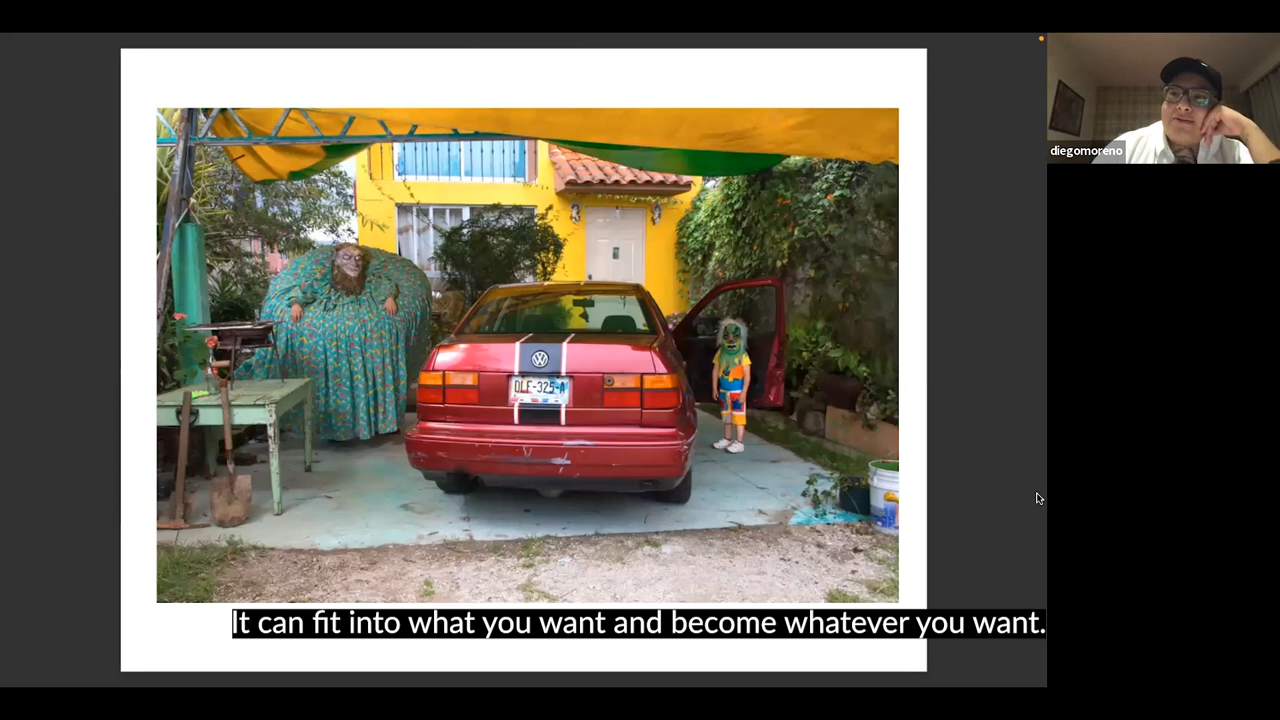 diegomoreno
DLF-325-A
It can fit into what you want and become whatever you want.